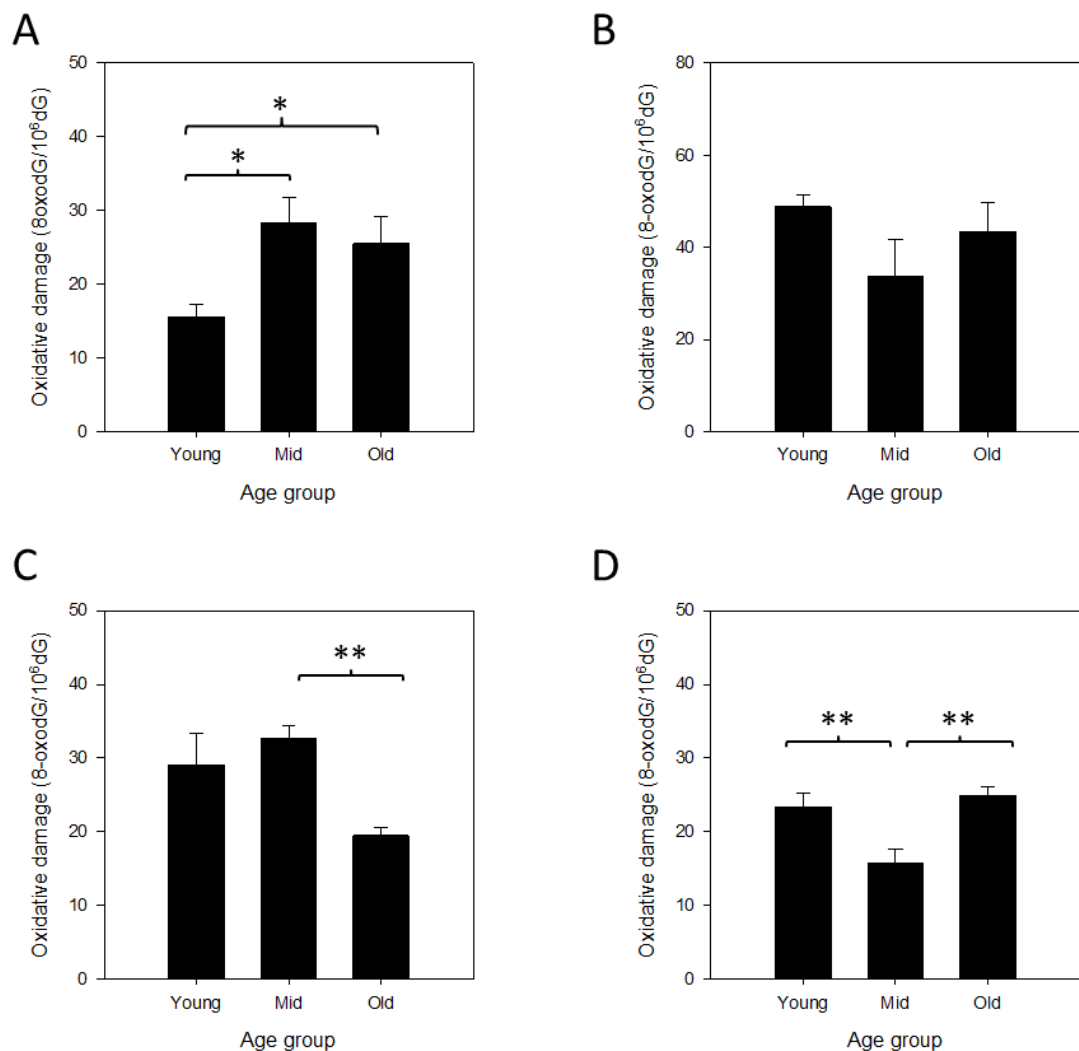 A
Oxidative damage (8oxodG/10⁶dG)
50
40
30
20
10
0
*
*
Young Mid Old
Age group
B
Oxidative damage (8-oxodG/10⁶dG)
80
60
40
20
0
Young Mid Old
Age group
C
Oxidative damage (8-oxodG/10⁶dG)
50
40
30
20
10
0
**
Young Mid Old
Age group
D
Oxidative damage (8-oxodG/10⁶dG)
50
40
30
20
10
0
** **
Young Mid Old
Age group